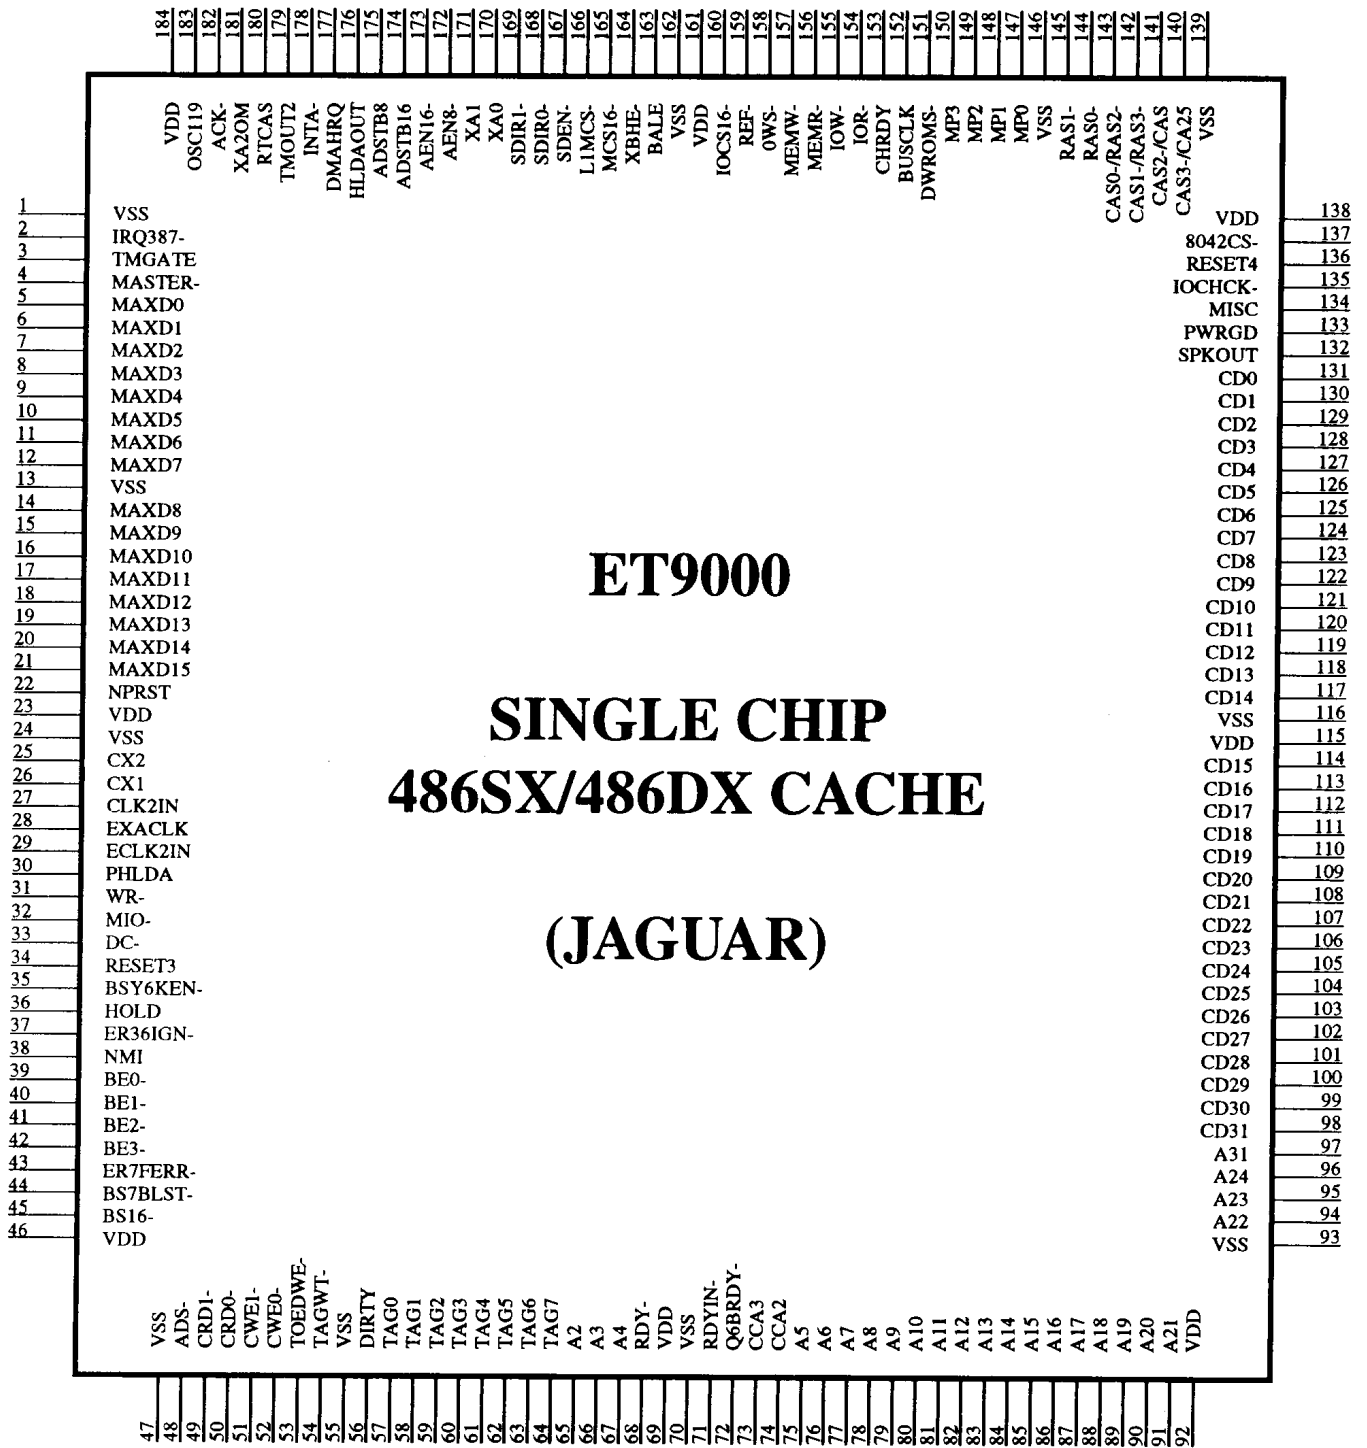 184 183 182 181 180 179 178 177 176 175 174 173 172 171 170 169 168 167 166 165 164 163 162 161 160 159 158 157 156 155 154 153 152 151 150 149 148 147 146 145 144 143 142 141 140 139
VDD OSC119 ACK- XA2OM RTCAS TMOUT2 INTA- DMAHRQ HLDAOUT ADSTB8 ADSTB16 AEN16- AEN8- XA1 XA0 SDIR1- SDIR0- SDEN- L1MCS- MCS16- XBHE- BALE VSS VDD IOCS16- REF- 0WS- MEMW- MEMR- IOW- IOR- CHRDY BUSCLK DWROMS- MP3 MP2 MP1 MP0 VSS RAS1- RAS0- CAS0-/RAS2- CAS1-/RAS3- CAS2-/CAS CAS3-/CA25 VSS
1 VSS
2 IRQ387-
3 TMGATE
4 MASTER-
5 MAXD0
6 MAXD1
7 MAXD2
8 MAXD3
9 MAXD4
10 MAXD5
11 MAXD6
12 MAXD7
13 VSS
14 MAXD8
15 MAXD9
16 MAXD10
17 MAXD11
18 MAXD12
19 MAXD13
20 MAXD14
21 MAXD15
22 NPRST
23 VDD
24 VSS
25 CX2
26 CX1
27 CLK2IN
28 EXACLK
29 ECLK2IN
30 PHLDA
31 WR-
32 MIO-
33 DC-
34 RESET3
35 BSY6KEN-
36 HOLD
37 ER36IGN-
38 NMI
39 BE0-
40 BE1-
41 BE2-
42 BE3-
43 ER7FERR-
44 BS7BLST-
45 BS16-
46 VDD
ET9000
SINGLE CHIP
486SX/486DX CACHE
(JAGUAR)
VDD 138
8042CS- 137
RESET4 136
IOCHCK- 135
MISC 134
PWRGD 133
SPKOUT 132
CD0 131
CD1 130
CD2 129
CD3 128
CD4 127
CD5 126
CD6 125
CD7 124
CD8 123
CD9 122
CD10 121
CD11 120
CD12 119
CD13 118
CD14 117
VSS 116
VDD 115
CD15 114
CD16 113
CD17 112
CD18 111
CD19 110
CD20 109
CD21 108
CD22 107
CD23 106
CD24 105
CD25 104
CD26 103
CD27 102
CD28 101
CD29 100
CD30 99
CD31 98
A31 97
A24 96
A23 95
A22 94
VSS 93
VSS ADS- CRD1- CRD0- CWE1- CWE0- TOEDWE- TAGWT- VSS DIRTY TAG0 TAG1 TAG2 TAG3 TAG4 TAG5 TAG6 TAG7 A2 A3 A4 RDY- VDD VSS RDYIN- Q6BRDY- CCA3 CCA2 A5 A6 A7 A8 A9 A10 A11 A12 A13 A14 A15 A16 A17 A18 A19 A20 A21 VDD
47 48 49 50 51 52 53 54 55 56 57 58 59 60 61 62 63 64 65 66 67 68 69 70 71 72 73 74 75 76 77 78 79 80 81 82 83 84 85 86 87 88 89 90 91 92